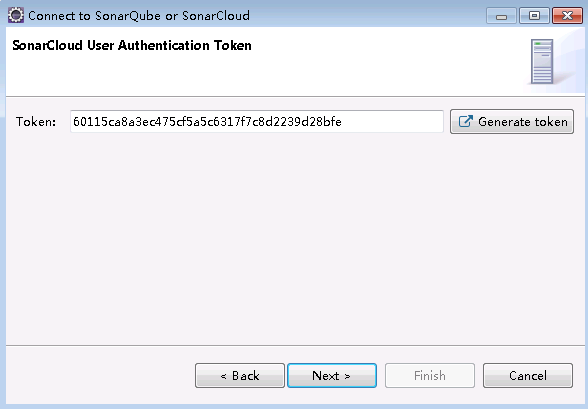 Connect to SonarQube or SonarCloud
SonarCloud User Authentication Token
Token: 60115ca8a3ec475cf5a5c6317f7c8d2239d28bfe Generate token
< Back Next > Finish Cancel